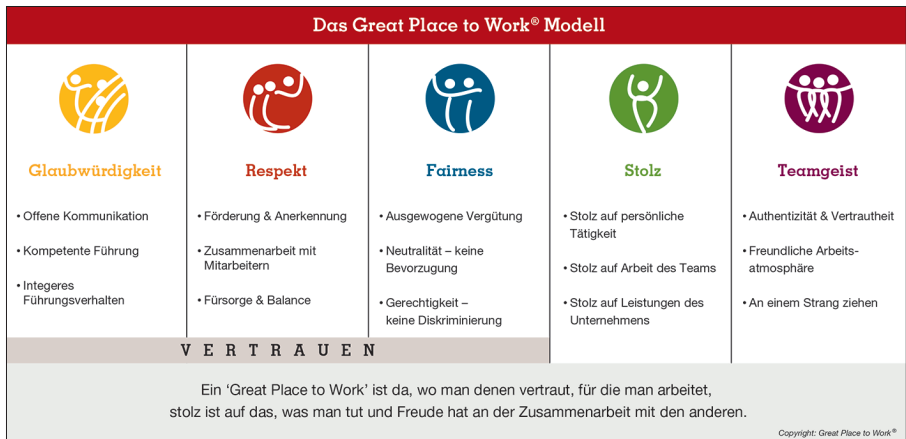 Das Great Place to Work® Modell
Glaubwürdigkeit
• Offene Kommunikation
• Kompetente Führung
• Integeres
Führungsverhalten
Respekt
• Förderung & Anerkennung
• Zusammenarbeit mit
Mitarbeitern
• Fürsorge & Balance
Fairness
• Ausgewogene Vergütung
• Neutralität – keine
Bevorzugung
• Gerechtigkeit –
keine Diskriminierung
Stolz
• Stolz auf persönliche
Tätigkeit
• Stolz auf Arbeit des Teams
• Stolz auf Leistungen des
Unternehmens
Teamgeist
• Authentizität & Vertrautheit
• Freundliche Arbeits-
atmosphäre
• An einem Strang ziehen
VERTRAUEN
Ein ‘Great Place to Work’ ist da, wo man denen vertraut, für die man arbeitet,
stolz ist auf das, was man tut und Freude hat an der Zusammenarbeit mit den anderen.
Copyright: Great Place to Work®